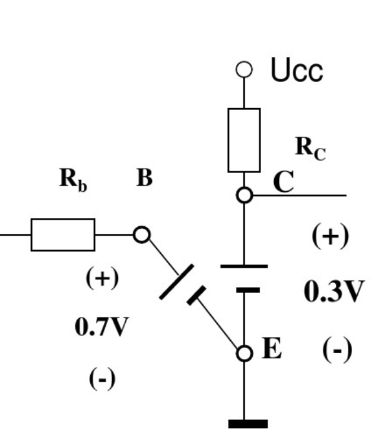 Ucc
R_C
R_b B C
(+)
(+) 0.3V
0.7V
E (-)
(-)